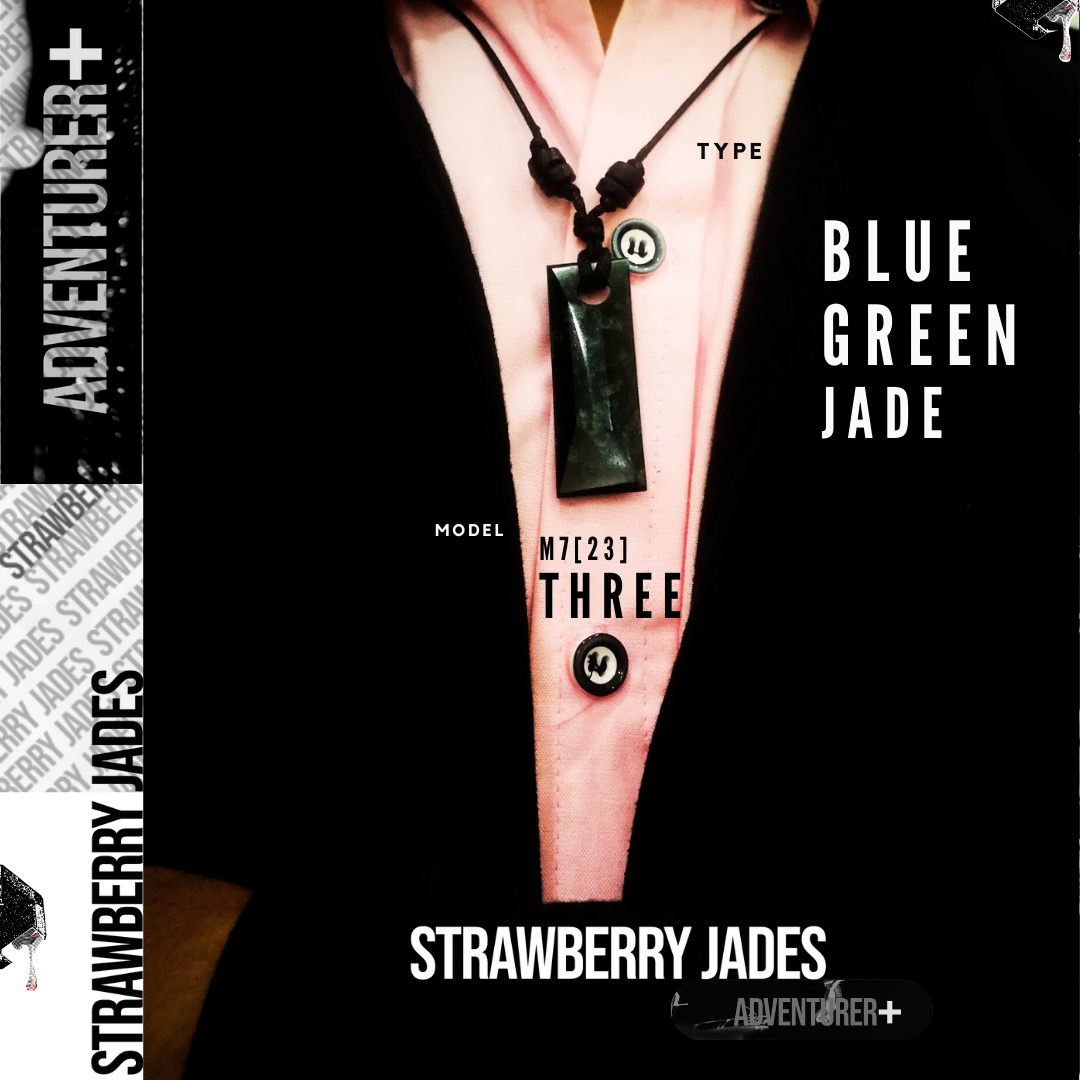 ADVENTURER+
STRAWBERRY JADES
TYPE
BLUE
GREEN
JADE
MODEL
M7[23]
THREE
STRAWBERRY JADES
ADVENTURER+